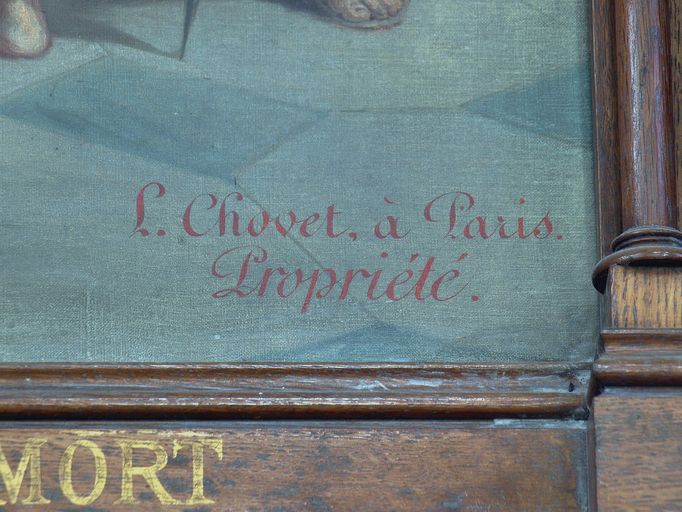 L. Chovet, à Paris.
Propriété.
MORT